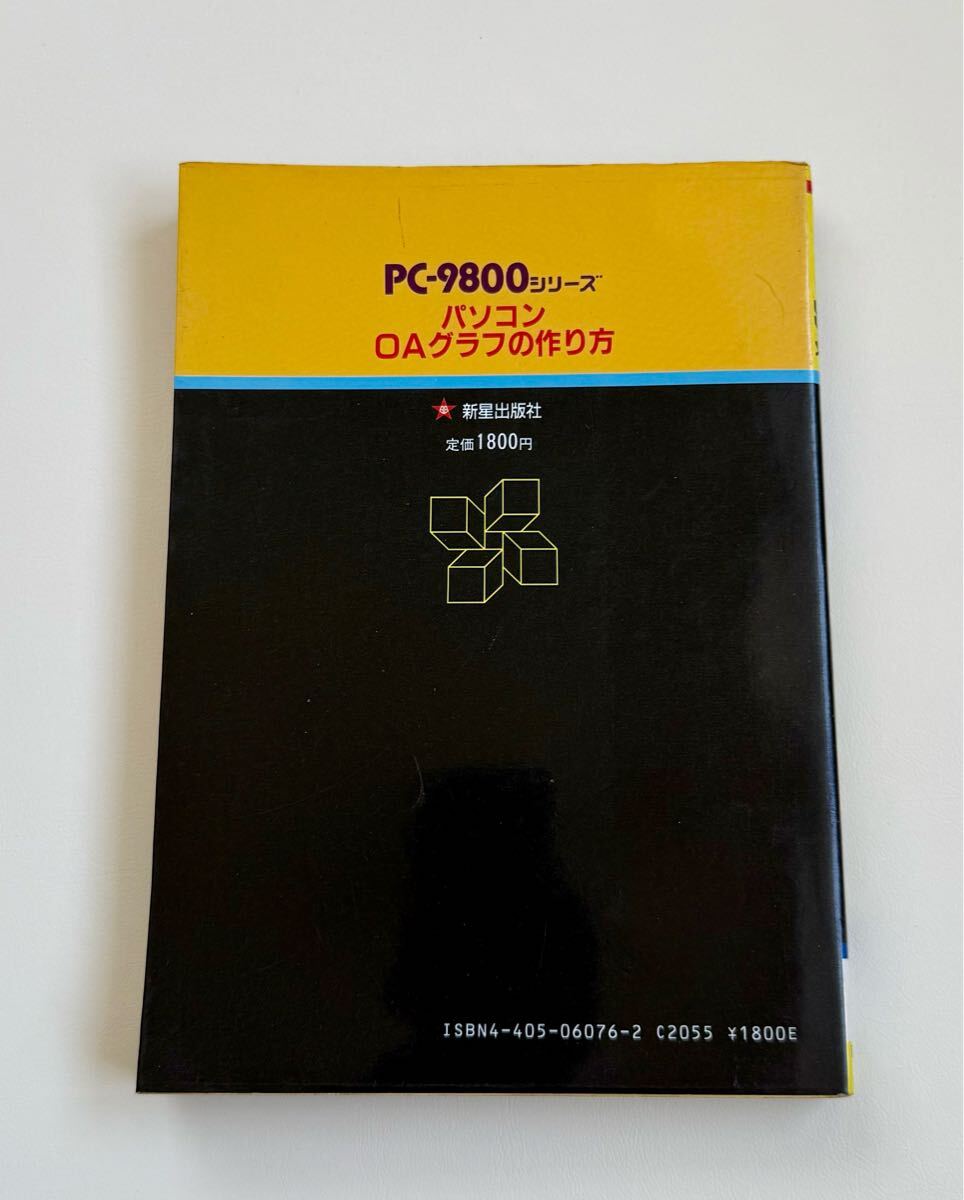 PC-9800シリーズ
パソコン
OAグラフの作り方
新星出版社
定価1800円
ISBN4-405-06076-2 C2055 ¥1800E